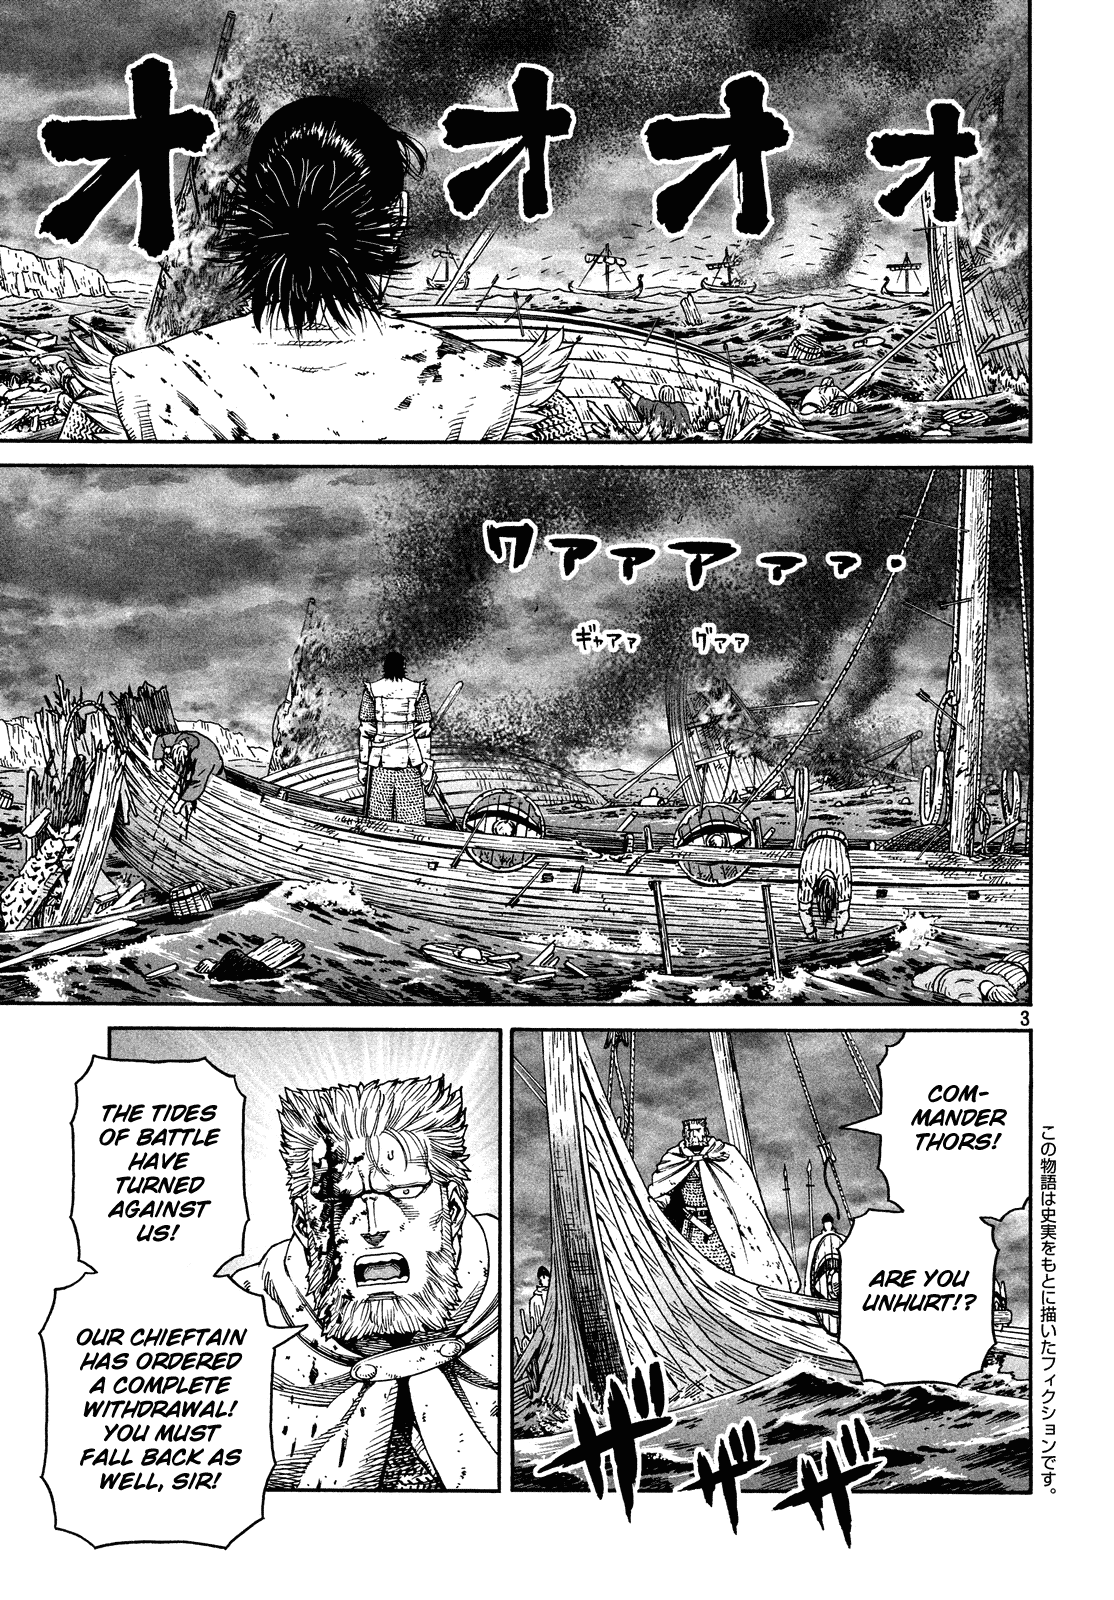 オオオオ
ワァァアァァ・
ギャアァ
グァァ
3
COM-
MANDER
THORS!
ARE YOU
UNHURT!?
ザザザ
THE TIDES
OF BATTLE
HAVE
TURNED
AGAINST
US!
OUR CHIEFTAIN
HAS ORDERED
A COMPLETE
WITHDRAWAL!
YOU MUST
FALL BACK AS
WELL, SIR!
この物語は史実をもとに描いたフィクションです。